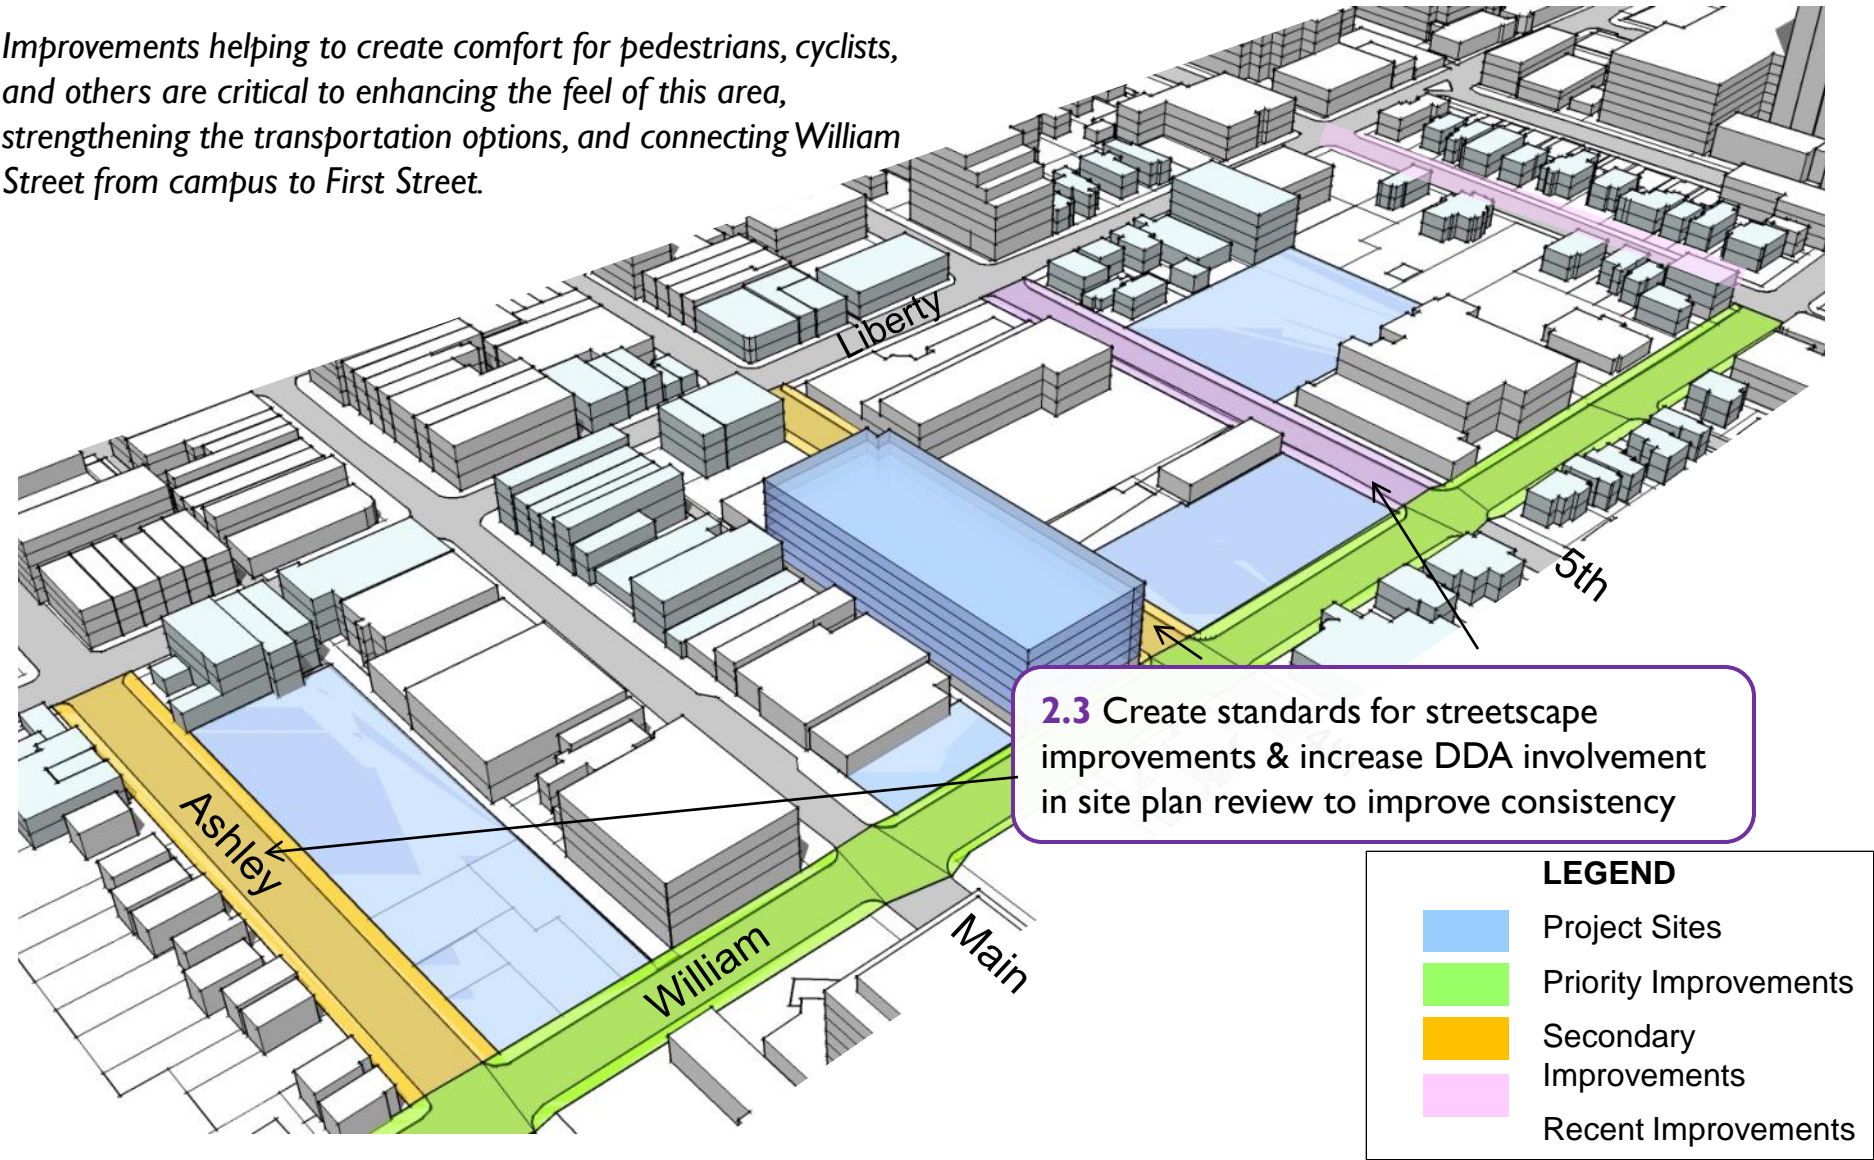 Improvements helping to create comfort for pedestrians, cyclists,
and others are critical to enhancing the feel of this area,
strengthening the transportation options, and connecting William
Street from campus to First Street.
Liberty
5th
2.3 Create standards for streetscape
improvements & increase DDA involvement
in site plan review to improve consistency
Ashley
William
Main
LEGEND
Project Sites
Priority Improvements
Secondary
Improvements
Recent Improvements